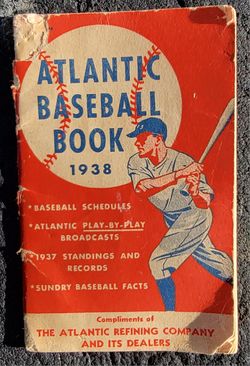 ATLANTIC
BASEBALL
BOOK
1938
*BASEBALL SCHEDULES
*ATLANTIC PLAY-BY-PLAY
BROADCASTS
*1937 STANDINGS AND
RECORDS
*SUNDRY BASEBALL FACTS
Compliments of
THE ATLANTIC REFINING COMPANY
AND ITS DEALERS